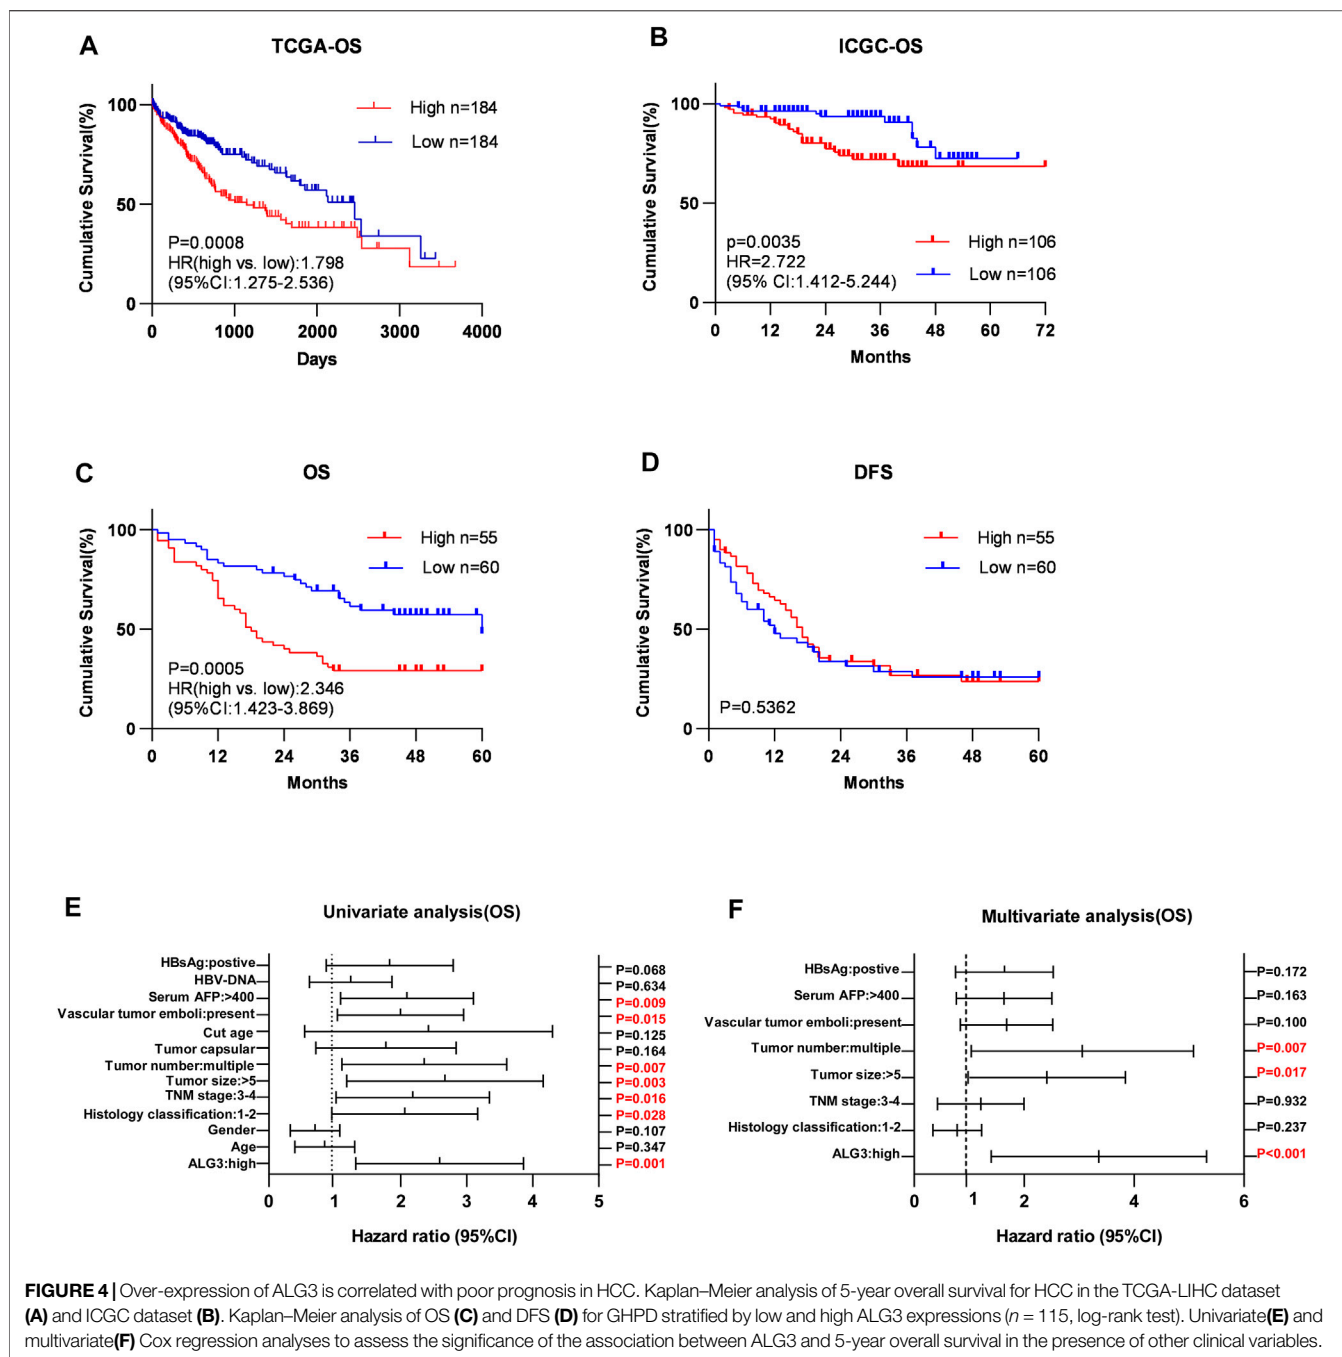 A
TCGA-OS
Cumulative Survival(%)
100
50
0
High n=184
Low n=184
P=0.0008
HR(high vs. low):1.798
(95%CI:1.275-2.536)
0 1000 2000 3000 4000
Days
B
ICGC-OS
Cumulative Survival(%)
100
50
0
p=0.0035
HR=2.722
(95% CI:1.412-5.244)
High n=106
Low n=106
0 12 24 36 48 60 72
Months
C
OS
Cumulative Survival(%)
100
50
0
High n=55
Low n=60
P=0.0005
HR(high vs. low):2.346
(95%CI:1.423-3.869)
0 12 24 36 48 60
Months
D
DFS
Cumulative Survival(%)
100
50
0
High n=55
Low n=60
P=0.5362
0 12 24 36 48 60
Months
E
Univariate analysis(OS)
HBsAg:postive P=0.068
HBV-DNA P=0.634
Serum AFP:>400 P=0.009
Vascular tumor emboli:present P=0.015
Cut age P=0.125
Tumor capsular P=0.164
Tumor number:multiple P=0.007
Tumor size:>5 P=0.003
TNM stage:3-4 P=0.016
Histology classification:1-2 P=0.028
Gender P=0.107
Age P=0.347
ALG3:high P=0.001
0 1 2 3 4 5
Hazard ratio (95%CI)
F
Multivariate analysis(OS)
HBsAg:postive P=0.172
Serum AFP:>400 P=0.163
Vascular tumor emboli:present P=0.100
Tumor number:multiple P=0.007
Tumor size:>5 P=0.017
TNM stage:3-4 P=0.932
Histology classification:1-2 P=0.237
ALG3:high P<0.001
0 1 2 4 6
Hazard ratio (95%CI)
FIGURE 4 | Over-expression of ALG3 is correlated with poor prognosis in HCC. Kaplan–Meier analysis of 5-year overall survival for HCC in the TCGA-LIHC dataset
(A) and ICGC dataset (B). Kaplan–Meier analysis of OS (C) and DFS (D) for GHPD stratified by low and high ALG3 expressions (n = 115, log-rank test). Univariate(E) and
multivariate(F) Cox regression analyses to assess the significance of the association between ALG3 and 5-year overall survival in the presence of other clinical variables.